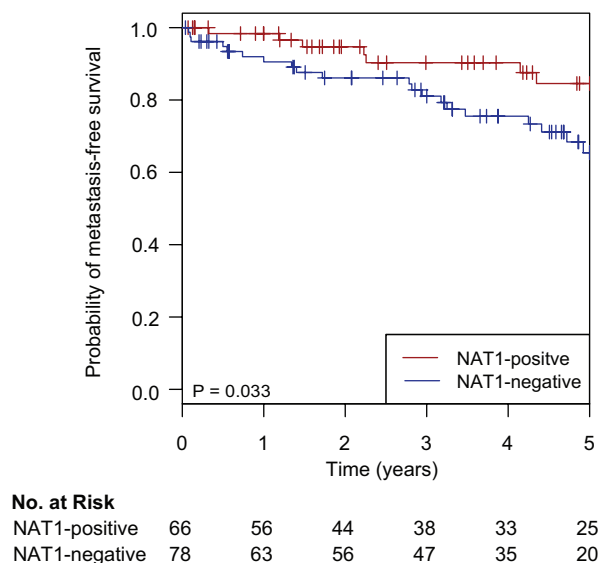 Probability of metastasis-free survival
1.0
0.8
0.6
0.4
0.2
0.0
P = 0.033
NAT1-positve
NAT1-negative
0 1 2 3 4 5
Time (years)
No. at Risk
NAT1-positive 66 56 44 38 33 25
NAT1-negative 78 63 56 47 35 20